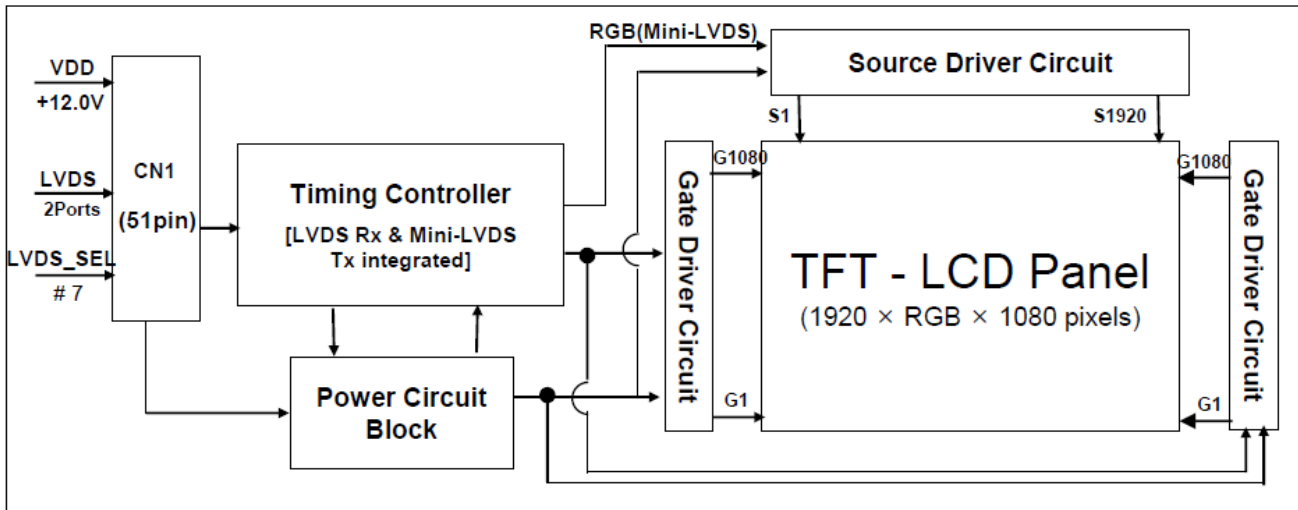 VDD
+12.0V
LVDS
2Ports
LVDS_SEL
# 7
CN1
(51pin)
Timing Controller
[LVDS Rx & Mini-LVDS
Tx integrated]
Power Circuit
Block
RGB(Mini-LVDS)
Source Driver Circuit
S1
S1920
G1080
Gate Driver Circuit
G1
TFT - LCD Panel
(1920 × RGB × 1080 pixels)
G1080
Gate Driver Circuit
G1